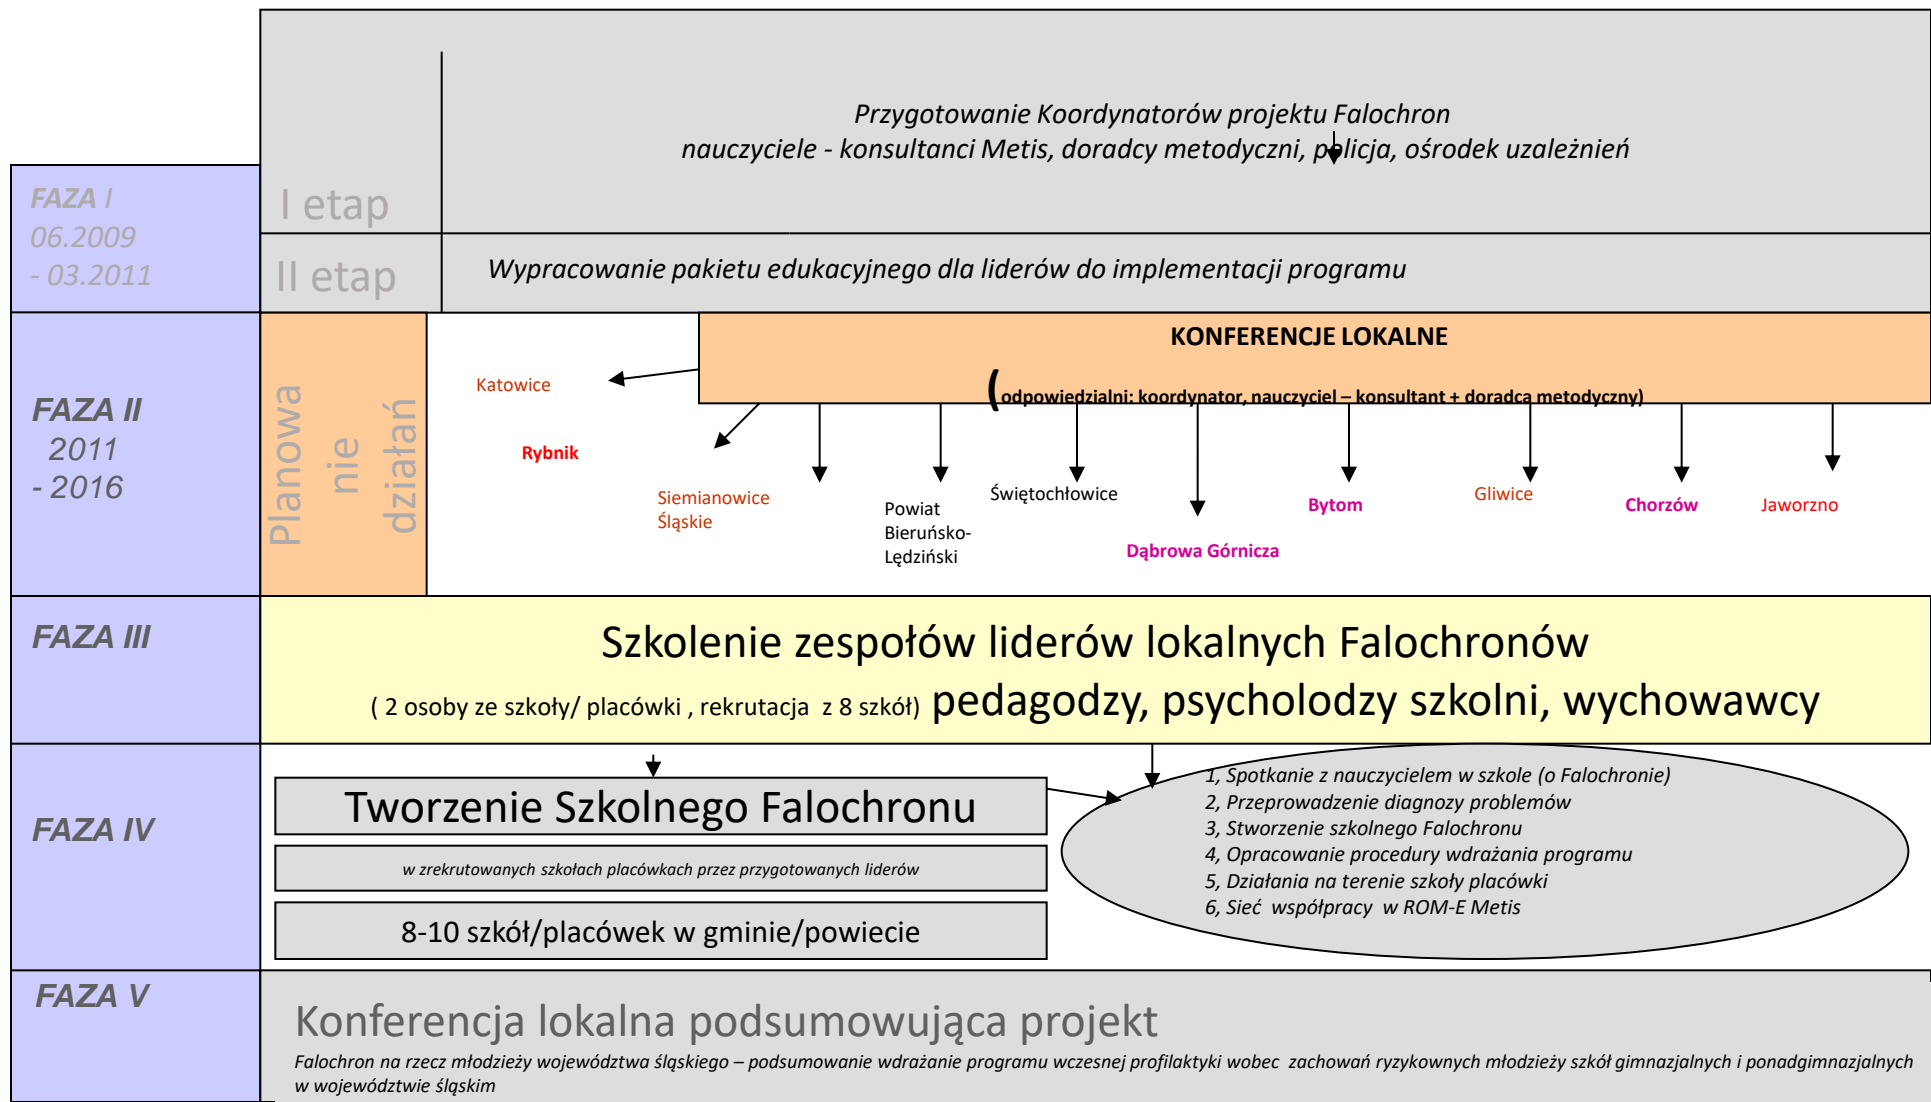 Przygotowanie Koordynatorów projektu Falochron
nauczyciele - konsultanci Metis, doradcy metodyczni, policja, ośrodek uzależnień
FAZA I
06.2009
- 03.2011
I etap
II etap
Wypracowanie pakietu edukacyjnego dla liderów do implementacji programu
FAZA II
2011
- 2016
Planowa
nie
działań
KONFERENCJE LOKALNE
(odpowiedzialni: koordynator, nauczyciel – konsultant + doradca metodyczny)
Katowice
Rybnik
Siemianowice
Śląskie
Powiat
Bieruńsko-
Lędziński
Świętochłowice
Dąbrowa Górnicza
Bytom
Gliwice
Chorzów
Jaworzno
FAZA III
Szkolenie zespołów liderów lokalnych Falochronów
( 2 osoby ze szkoły/ placówki , rekrutacja z 8 szkół) pedagodzy, psycholodzy szkolni, wychowawcy
FAZA IV
Tworzenie Szkolnego Falochronu
w zrekrutowanych szkołach placówkach przez przygotowanych liderów
8-10 szkół/placówek w gminie/powiecie
1, Spotkanie z nauczycielem w szkole (o Falochronie)
2, Przeprowadzenie diagnozy problemów
3, Stworzenie szkolnego Falochronu
4, Opracowanie procedury wdrażania programu
5, Działania na terenie szkoły placówki
6, Sieć współpracy w ROM-E Metis
FAZA V
Konferencja lokalna podsumowująca projekt
Falochron na rzecz młodzieży województwa śląskiego – podsumowanie wdrażanie programu wczesnej profilaktyki wobec zachowań ryzykownych młodzieży szkół gimnazjalnych i ponadgimnazjalnych
w województwie śląskim